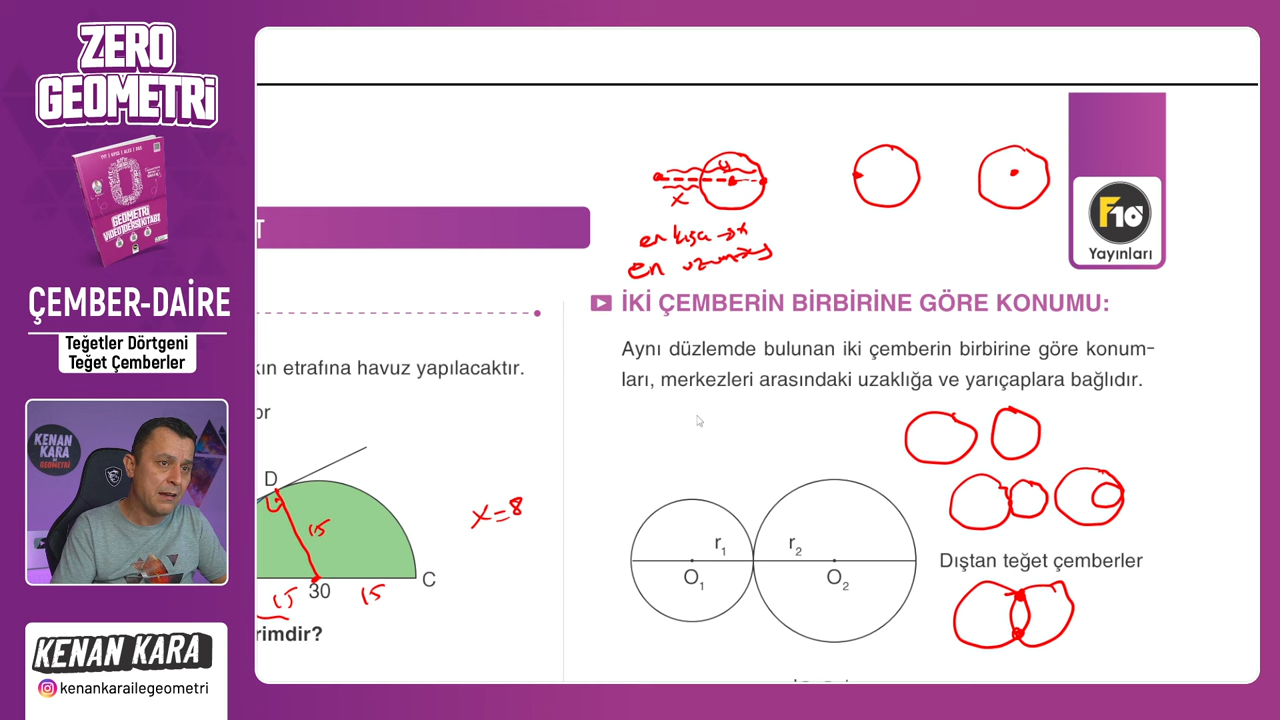 ZERO
GEOMETRİ
GEOMETRİ
VİDEO DERS KİTABI
ÇEMBER-DAİRE
Teğetler Dörtgeni
Teğet Çemberler
KENAN
KARA
GEOMETRİ
KENAN KARA
kenankarailegeometri
T
kın etrafına havuz yapılacaktır.
br
D
15
x=8
C
15
30
15
rimdir?
y
x
en kısa → x
en uzun → y
F10
Yayınları
İKİ ÇEMBERİN BİRBİRİNE GÖRE KONUMU:
Aynı düzlemde bulunan iki çemberin birbirine göre konum-
ları, merkezleri arasındaki uzaklığa ve yarıçaplara bağlıdır.
r₁
r₂
O₁
O₂
Dıştan teğet çemberler